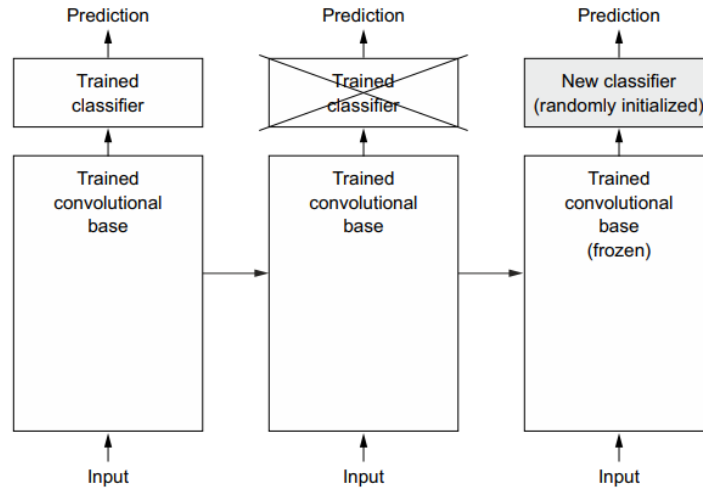 Prediction
Trained
classifier
Trained
convolutional
base
Input
Prediction
Trained
classifier
Trained
convolutional
base
Input
Prediction
New classifier
(randomly initialized)
Trained
convolutional
base
(frozen)
Input